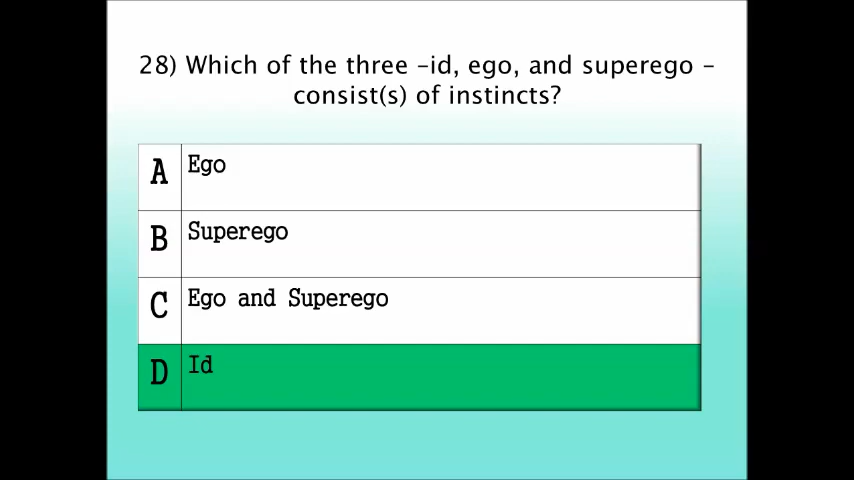 28) Which of the three –id, ego, and superego –
consist(s) of instincts?
A Ego
B Superego
C Ego and Superego
D Id